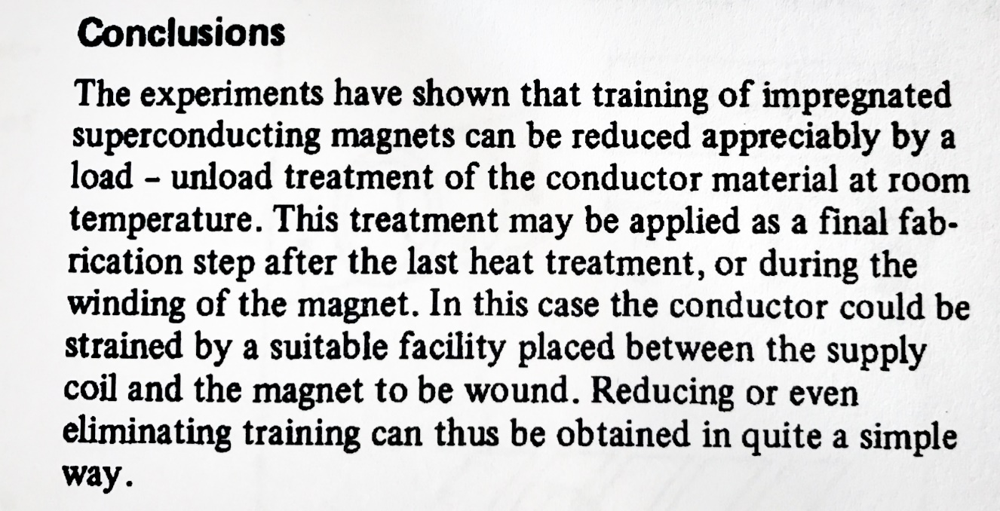 Conclusions
The experiments have shown that training of impregnated
superconducting magnets can be reduced appreciably by a
load – unload treatment of the conductor material at room
temperature. This treatment may be applied as a final fab-
rication step after the last heat treatment, or during the
winding of the magnet. In this case the conductor could be
strained by a suitable facility placed between the supply
coil and the magnet to be wound. Reducing or even
eliminating training can thus be obtained in quite a simple
way.